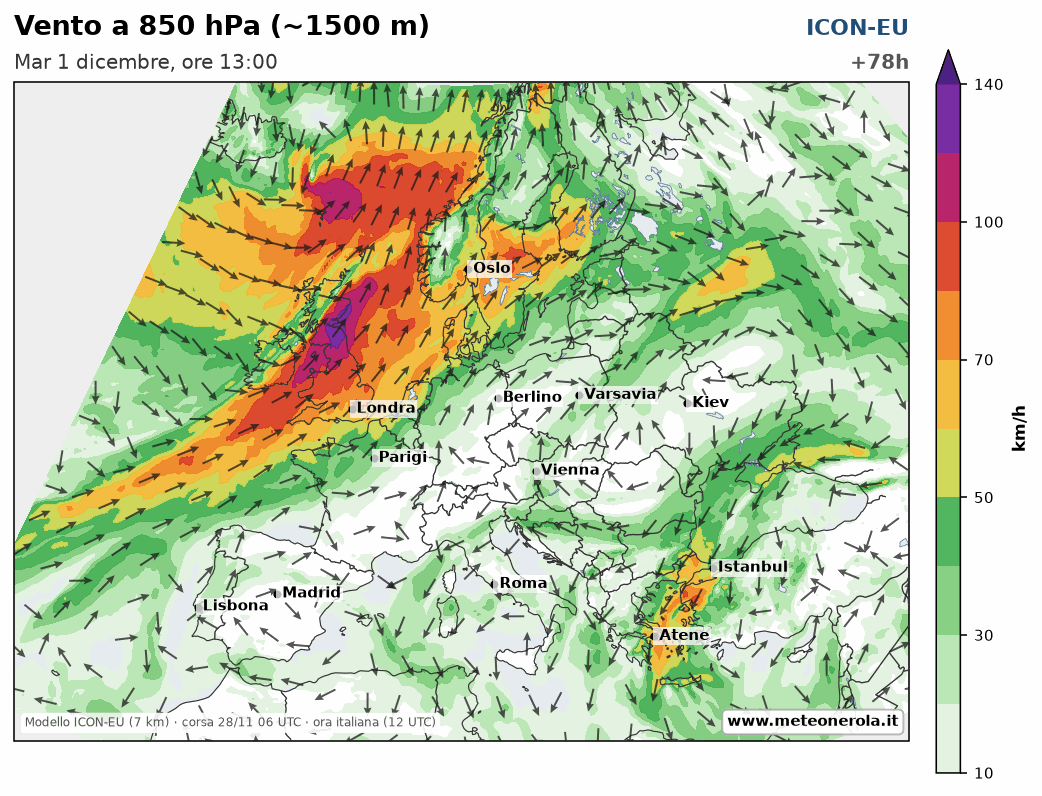 Vento a 850 hPa (~1500 m)
ICON-EU
Mar 1 dicembre, ore 13:00
+78h
140
100
70
50
30
10
km/h
Oslo
Londra
Berlino
Varsavia
Kiev
Parigi
Vienna
Istanbul
Roma
Madrid
Lisbona
Atene
Modello ICON-EU (7 km) · corsa 28/11 06 UTC · ora italiana (12 UTC)
www.meteonerola.it